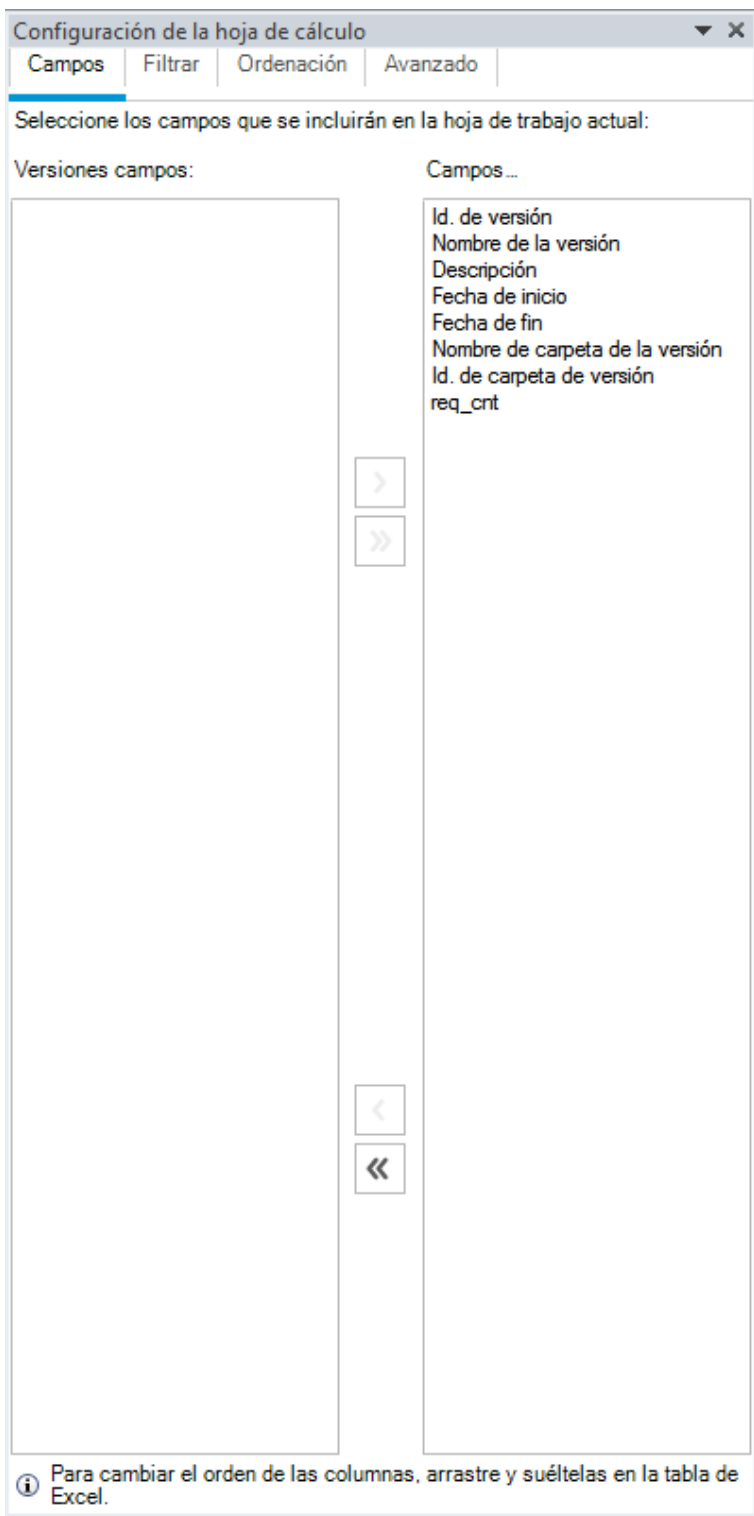 Configuración de la hoja de cálculo
Campos
Filtrar
Ordenación
Avanzado
Seleccione los campos que se incluirán en la hoja de trabajo actual:
Versiones campos:
Campos...
Id. de versión
Nombre de la versión
Descripción
Fecha de inicio
Fecha de fin
Nombre de carpeta de la versión
Id. de carpeta de versión
req_cnt
Para cambiar el orden de las columnas, arrastre y suéltelas en la tabla de
Excel.